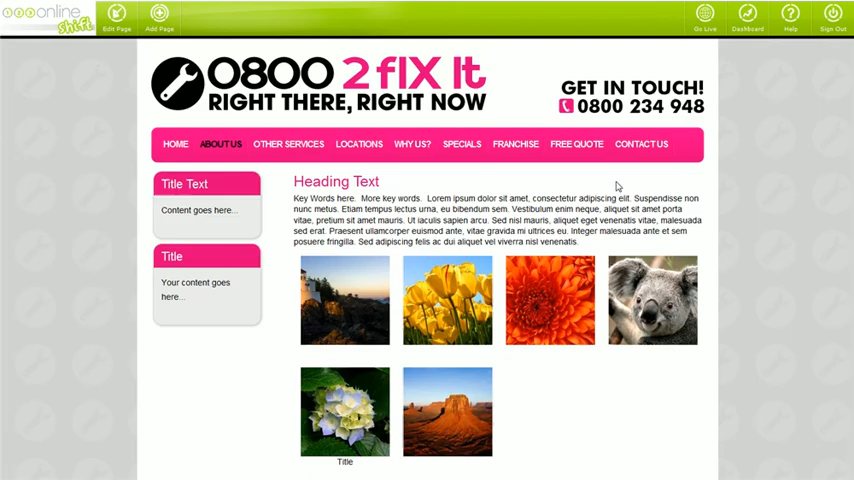 123online
shift
Edit Page
Add Page
Go Live
Dashboard
Help
Sign Out
0800 2 fIX It
RIGHT THERE, RIGHT NOW
GET IN TOUCH!
0800 234 948
HOME
ABOUT US
OTHER SERVICES
LOCATIONS
WHY US?
SPECIALS
FRANCHISE
FREE QUOTE
CONTACT US
Title Text
Content goes here...
Title
Your content goes
here...
Heading Text
Key Words here. More key words. Lorem ipsum dolor sit amet, consectetur adipiscing elit. Suspendisse non
nunc metus. Etiam tempus lectus urna, eu bibendum sem. Vestibulum enim neque, aliquet sit amet porta
vitae, pretium sit amet mauris. Ut iaculis sapien arcu. Sed nisl mauris, aliquet eget venenatis vitae, malesuada
sed erat. Praesent ullamcorper euismod ante, vitae gravida mi ultrices eu. Integer malesuada ante et sem
posuere fringilla. Sed adipiscing felis ac dui aliquet vel viverra nisl venenatis.
Title